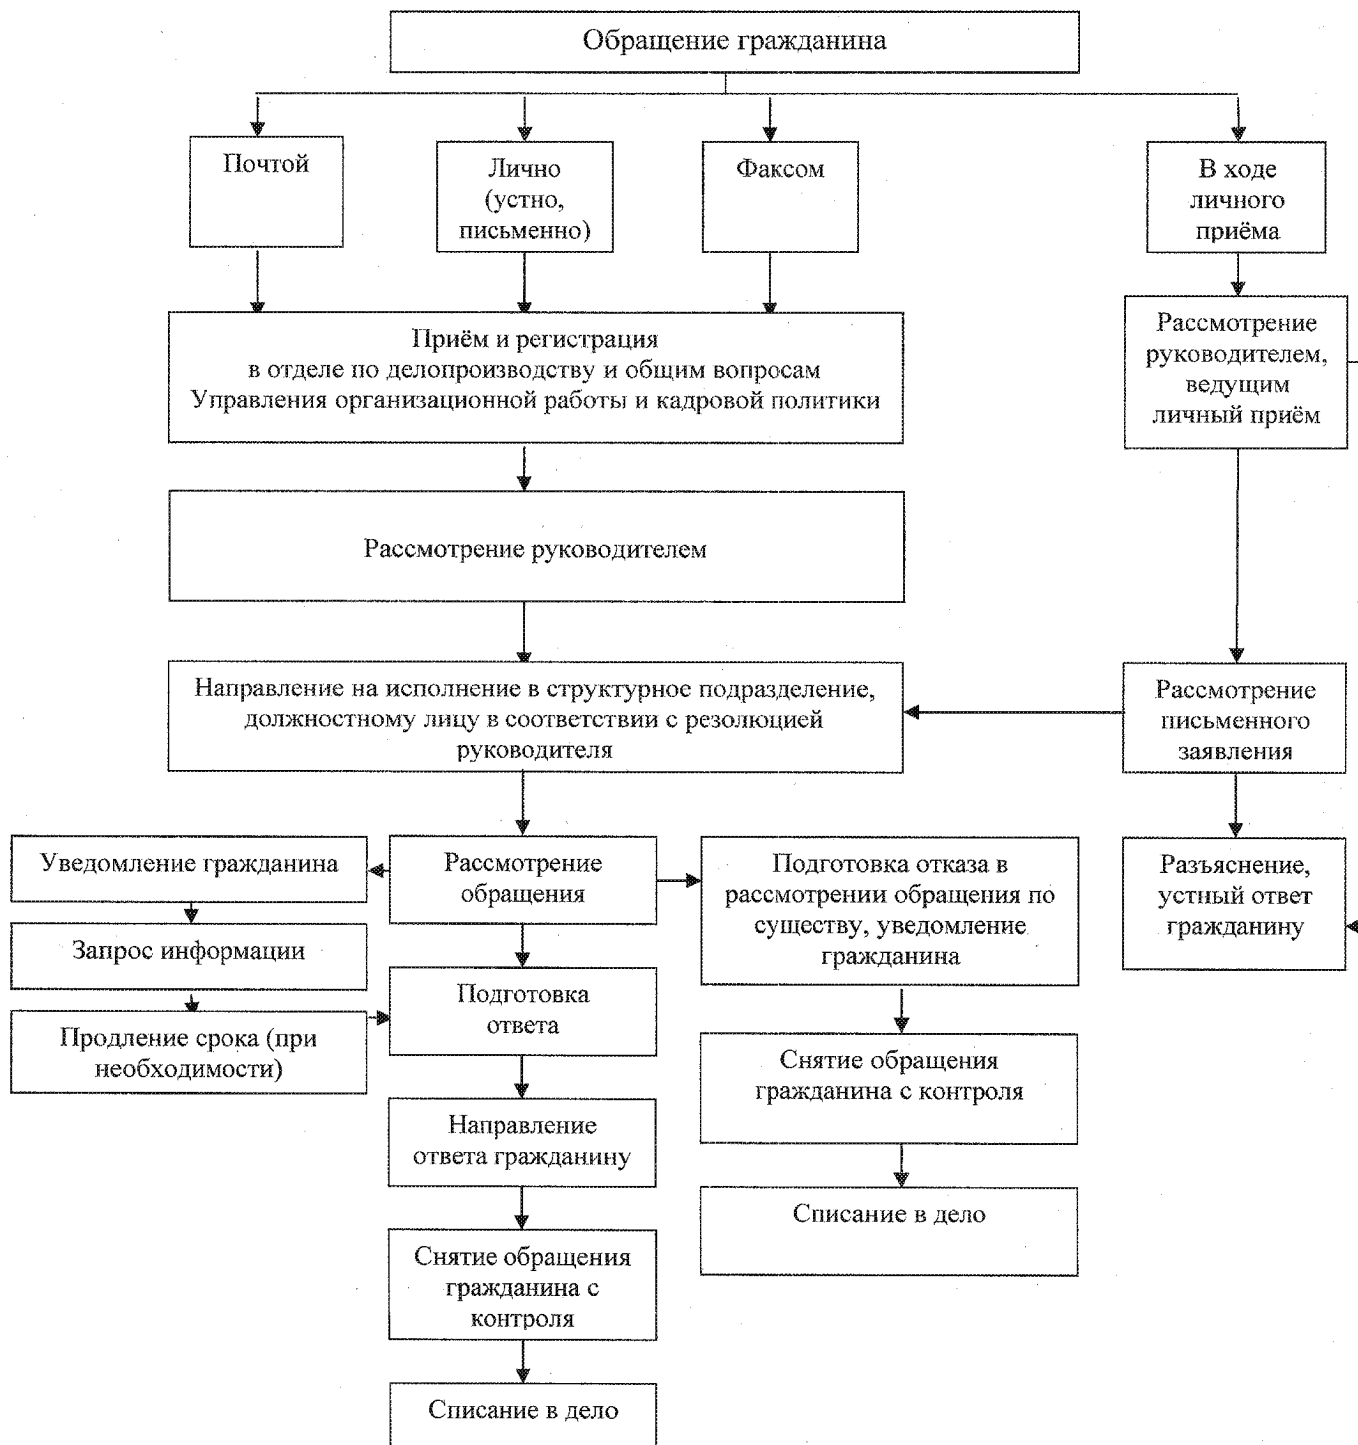 Обращение гражданина
Почтой
Лично
(устно,
письменно)
Факсом
В ходе
личного
приёма
Приём и регистрация
в отделе по делопроизводству и общим вопросам
Управления организационной работы и кадровой политики
Рассмотрение
руководителем,
ведущим
личный приём
Рассмотрение руководителем
Направление на исполнение в структурное подразделение,
должностному лицу в соответствии с резолюцией
руководителя
Рассмотрение
письменного
заявления
Уведомление гражданина
Рассмотрение
обращения
Подготовка отказа в
рассмотрении обращения по
существу, уведомление
гражданина
Разъяснение,
устный ответ
гражданину
Запрос информации
Подготовка
ответа
Продление срока (при
необходимости)
Снятие обращения
гражданина с контроля
Направление
ответа гражданину
Списание в дело
Снятие обращения
гражданина с
контроля
Списание в дело